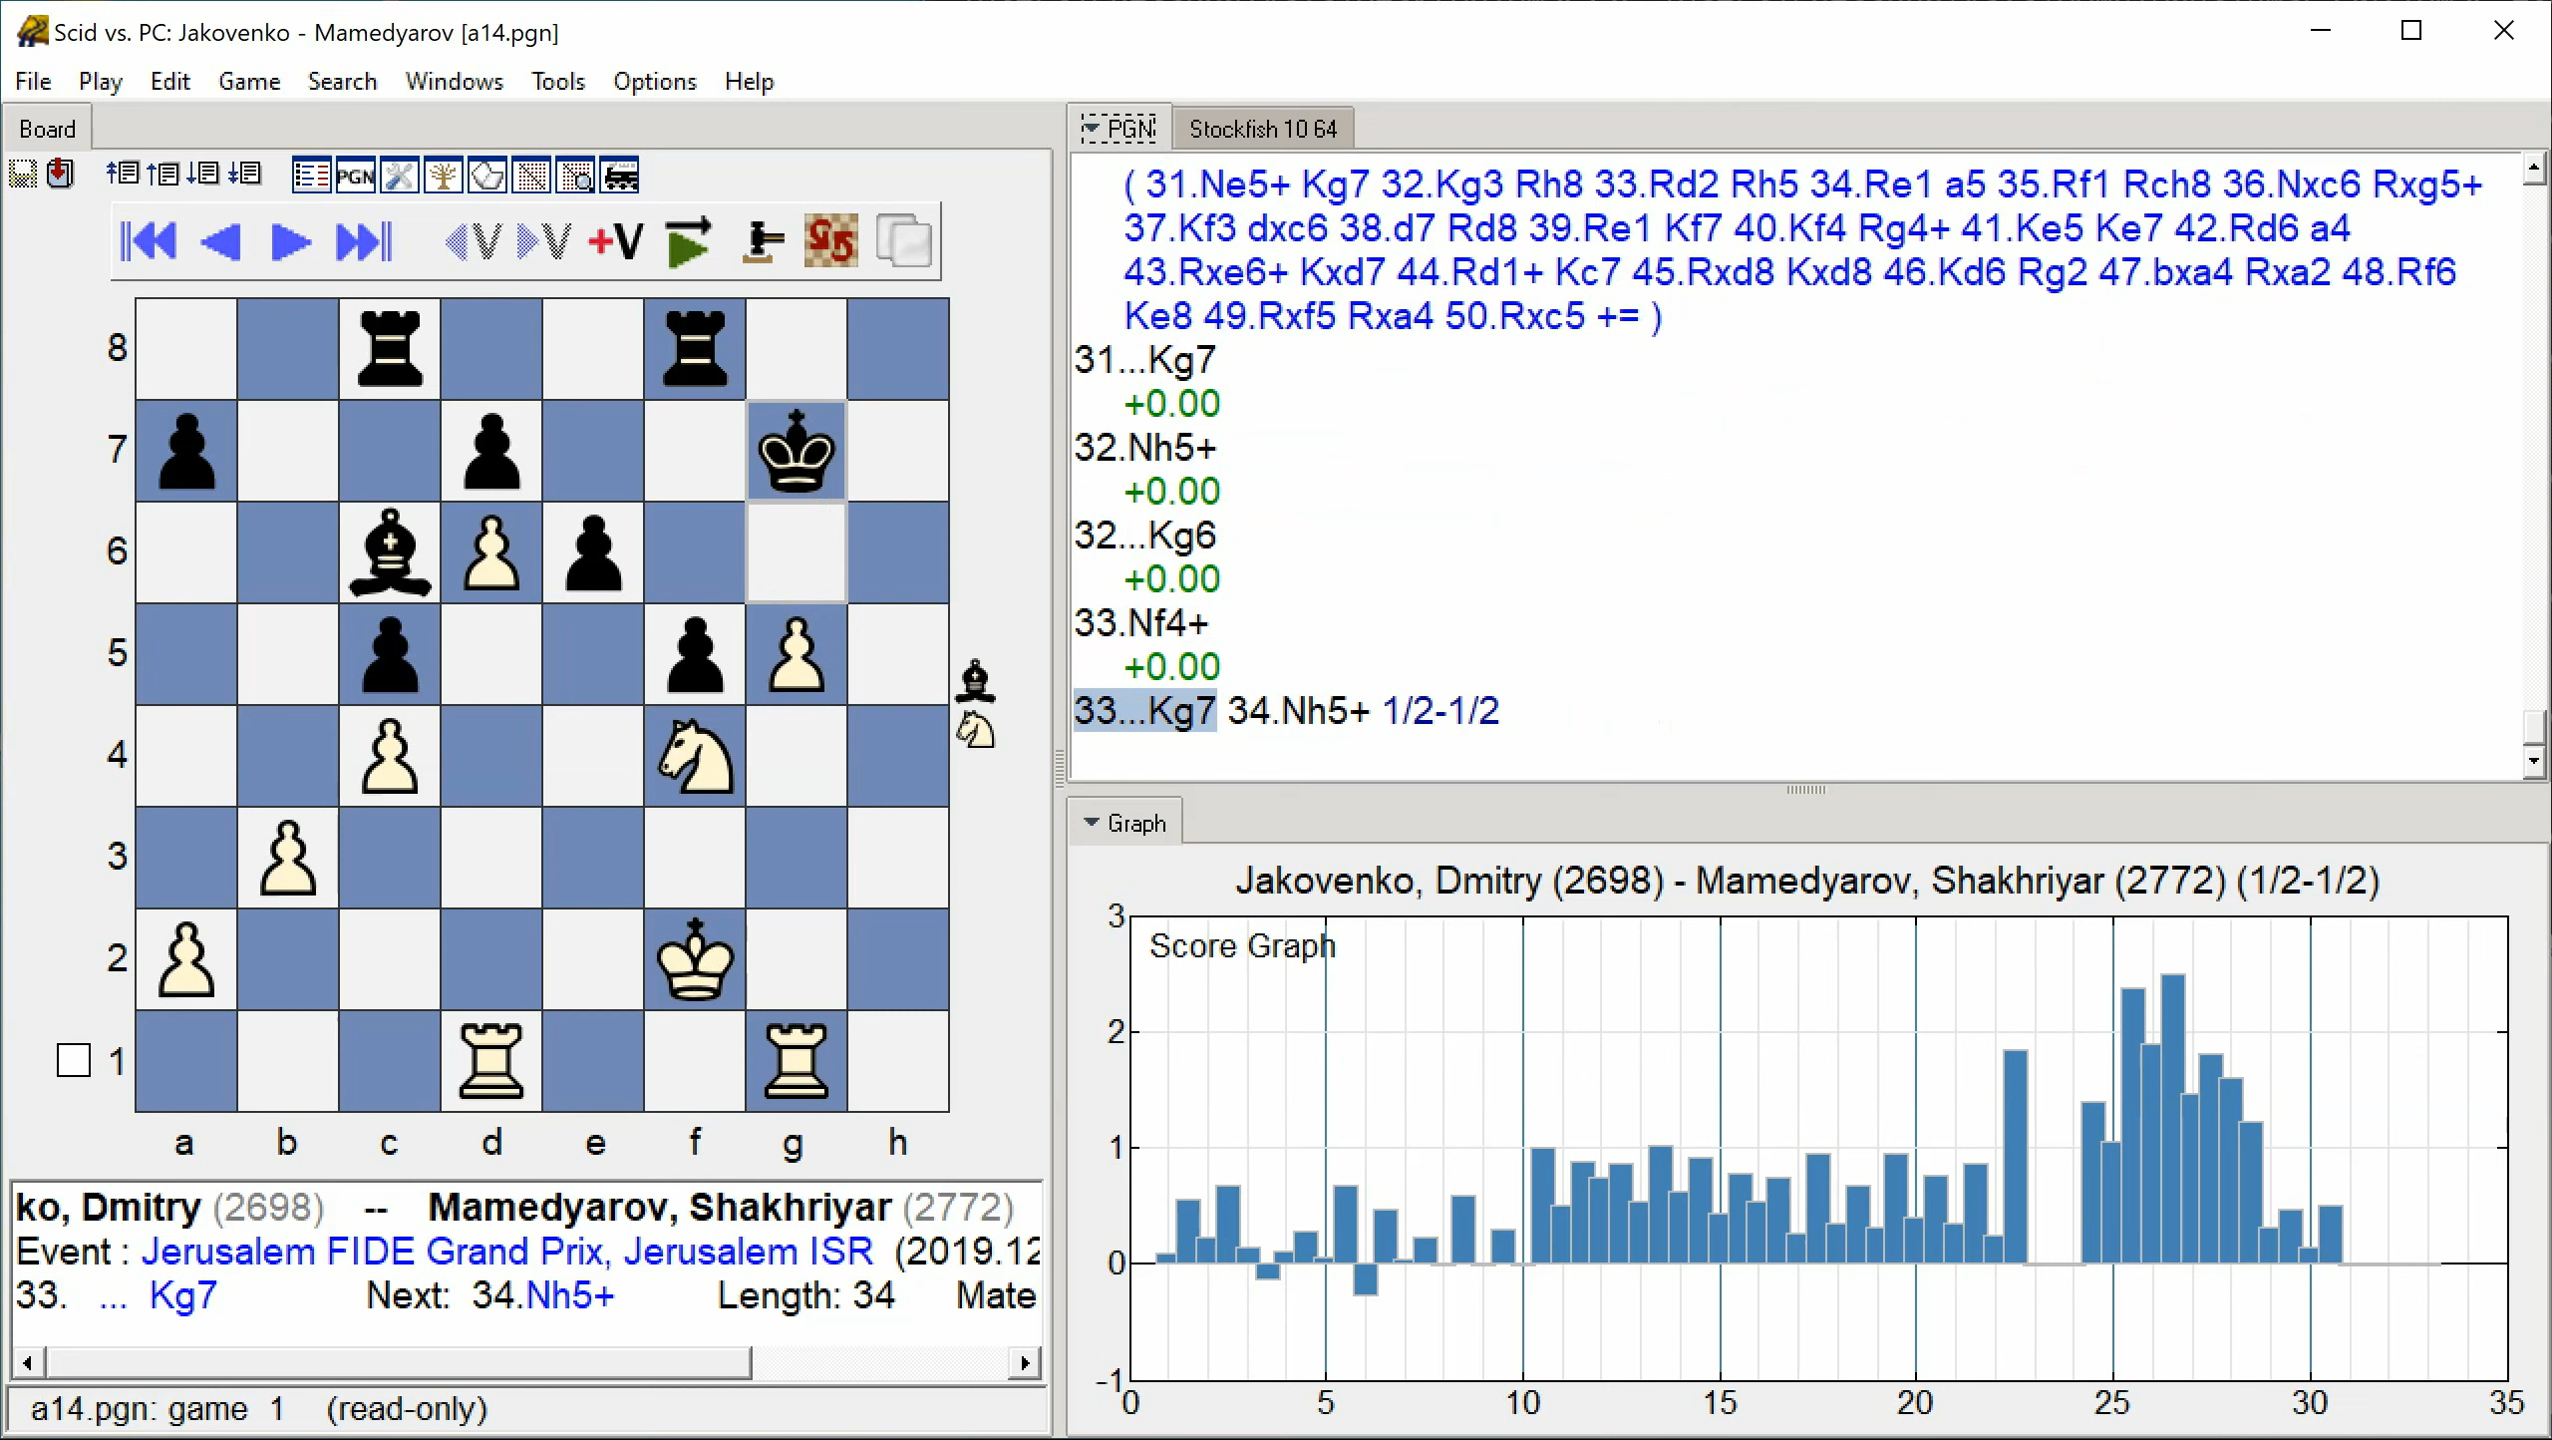 Scid vs. PC: Jakovenko - Mamedyarov [a14.pgn]
File Play Edit Game Search Windows Tools Options Help
Board
PGN Stockfish 10 64
PGN
V V +V
( 31.Ne5+ Kg7 32.Kg3 Rh8 33.Rd2 Rh5 34.Re1 a5 35.Rf1 Rch8 36.Nxc6 Rxg5+
37.Kf3 dxc6 38.d7 Rd8 39.Re1 Kf7 40.Kf4 Rg4+ 41.Ke5 Ke7 42.Rd6 a4
43.Rxe6+ Kxd7 44.Rd1+ Kc7 45.Rxd8 Kxd8 46.Kd6 Rg2 47.bxa4 Rxa2 48.Rf6
Ke8 49.Rxf5 Rxa4 50.Rxc5 += )
31...Kg7
+0.00
32.Nh5+
+0.00
32...Kg6
+0.00
33.Nf4+
+0.00
33...Kg7 34.Nh5+ 1/2-1/2
8
7
6
5
4
3
2
1
a b c d e f g h
ko, Dmitry (2698) -- Mamedyarov, Shakhriyar (2772)
Event : Jerusalem FIDE Grand Prix, Jerusalem ISR (2019.12
33. ... Kg7 Next: 34.Nh5+ Length: 34 Mate
a14.pgn: game 1 (read-only)
Graph
Jakovenko, Dmitry (2698) - Mamedyarov, Shakhriyar (2772) (1/2-1/2)
Score Graph
3
2
1
0
-1
0 5 10 15 20 25 30 35